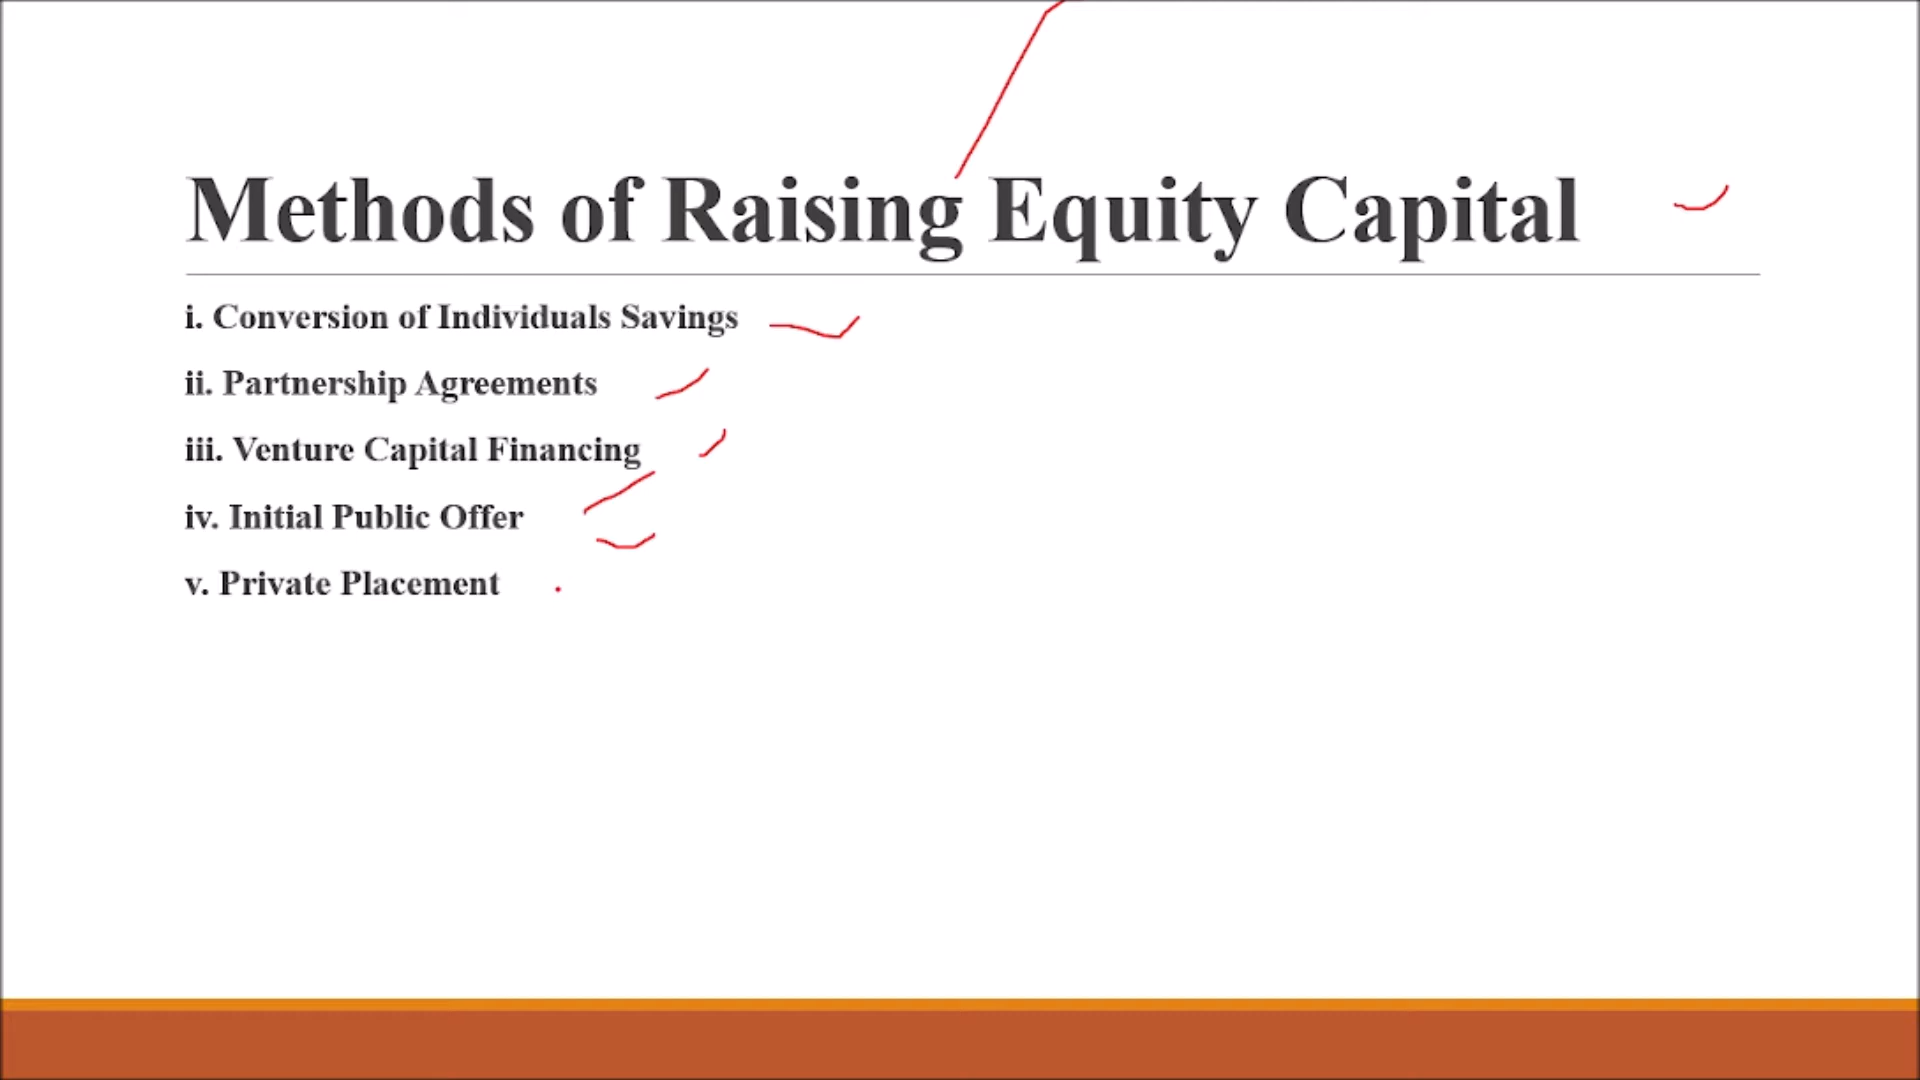 Methods of Raising Equity Capital
i. Conversion of Individuals Savings
ii. Partnership Agreements
iii. Venture Capital Financing
iv. Initial Public Offer
v. Private Placement